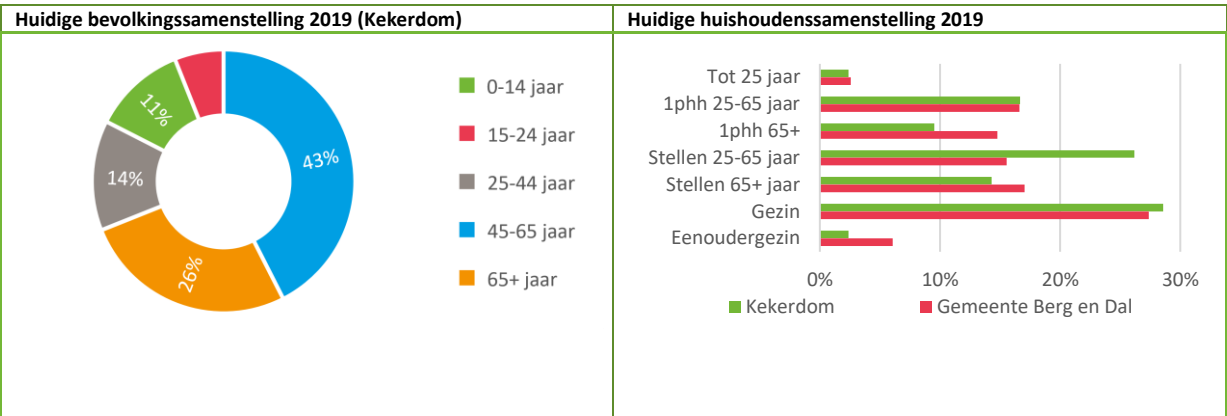 Huidige bevolkingssamenstelling 2019 (Kekerdom)
11%
14%
26%
43%
0-14 jaar
15-24 jaar
25-44 jaar
45-65 jaar
65+ jaar
Huidige huishoudenssamenstelling 2019
Tot 25 jaar
1phh 25-65 jaar
1phh 65+
Stellen 25-65 jaar
Stellen 65+ jaar
Gezin
Eenoudergezin
0% 10% 20% 30%
Kekerdom Gemeente Berg en Dal